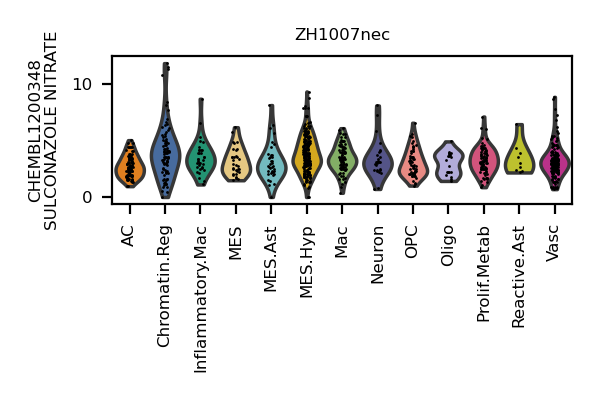 ZH1007nec
CHEMBL1200348
SULCONAZOLE NITRATE
10
0
AC
Chromatin.Reg
Inflammatory.Mac
MES
MES.Ast
MES.Hyp
Mac
Neuron
OPC
Oligo
Prolif.Metab
Reactive.Ast
Vasc